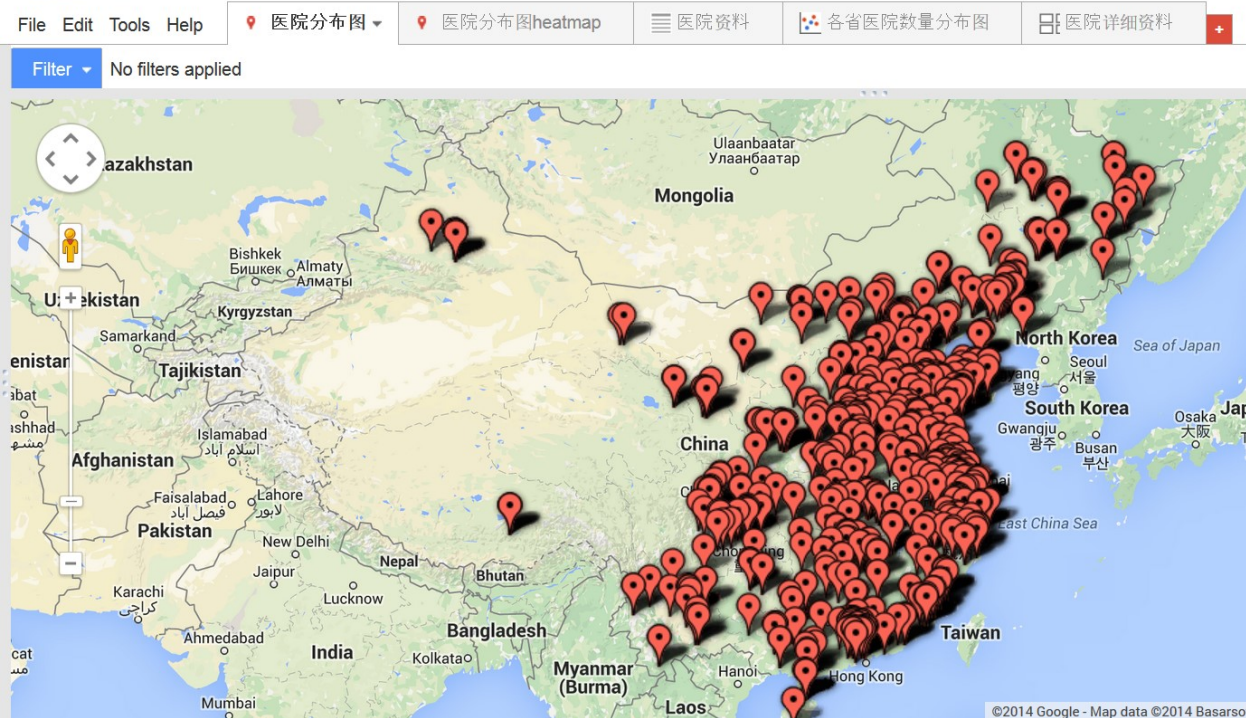 File Edit Tools Help 医院分布图 医院分布图heatmap 医院资料 各省医院数量分布图 医院详细资料 +
Filter No filters applied
Ulaanbaatar
Улаанбаатар
azakhstan
Mongolia
Bishkek
Бишкек
Almaty
Алматы
Kyrgyzstan
Samarkand
Tajikistan
North Korea
Sea of Japan
Seoul
서울
평양
South Korea
Gwangju
광주
Busan
부산
Osaka
大阪
Islamabad
اسلام آباد
Afghanistan
China
Faisalabad
فیصل آباد
Lahore
لاہور
Pakistan
East China Sea
New Delhi
Nepal
Bhutan
Jaipur
Lucknow
Karachi
کراچی
Ahmedabad
India
Bangladesh
Kolkata
Taiwan
Myanmar
(Burma)
Hanoi
Hong Kong
Laos
Mumbai
©2014 Google - Map data ©2014 Basarso